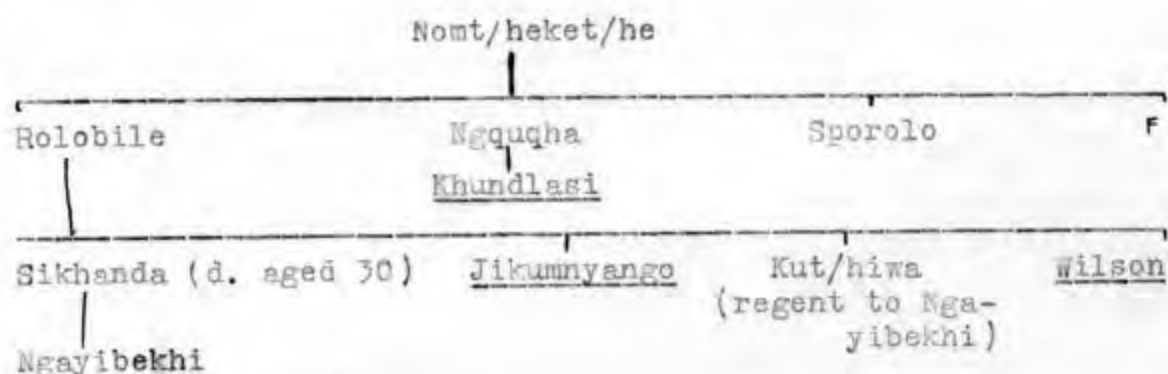 Nomt/heket/he
Rolobile Ngquqha Sporolo F
Khundlasi
Sikhanda (d. aged 30) Jikumnyango Kut/hiwa Wilson
(regent to Nga-
yibekhi)
Ngayibekhi